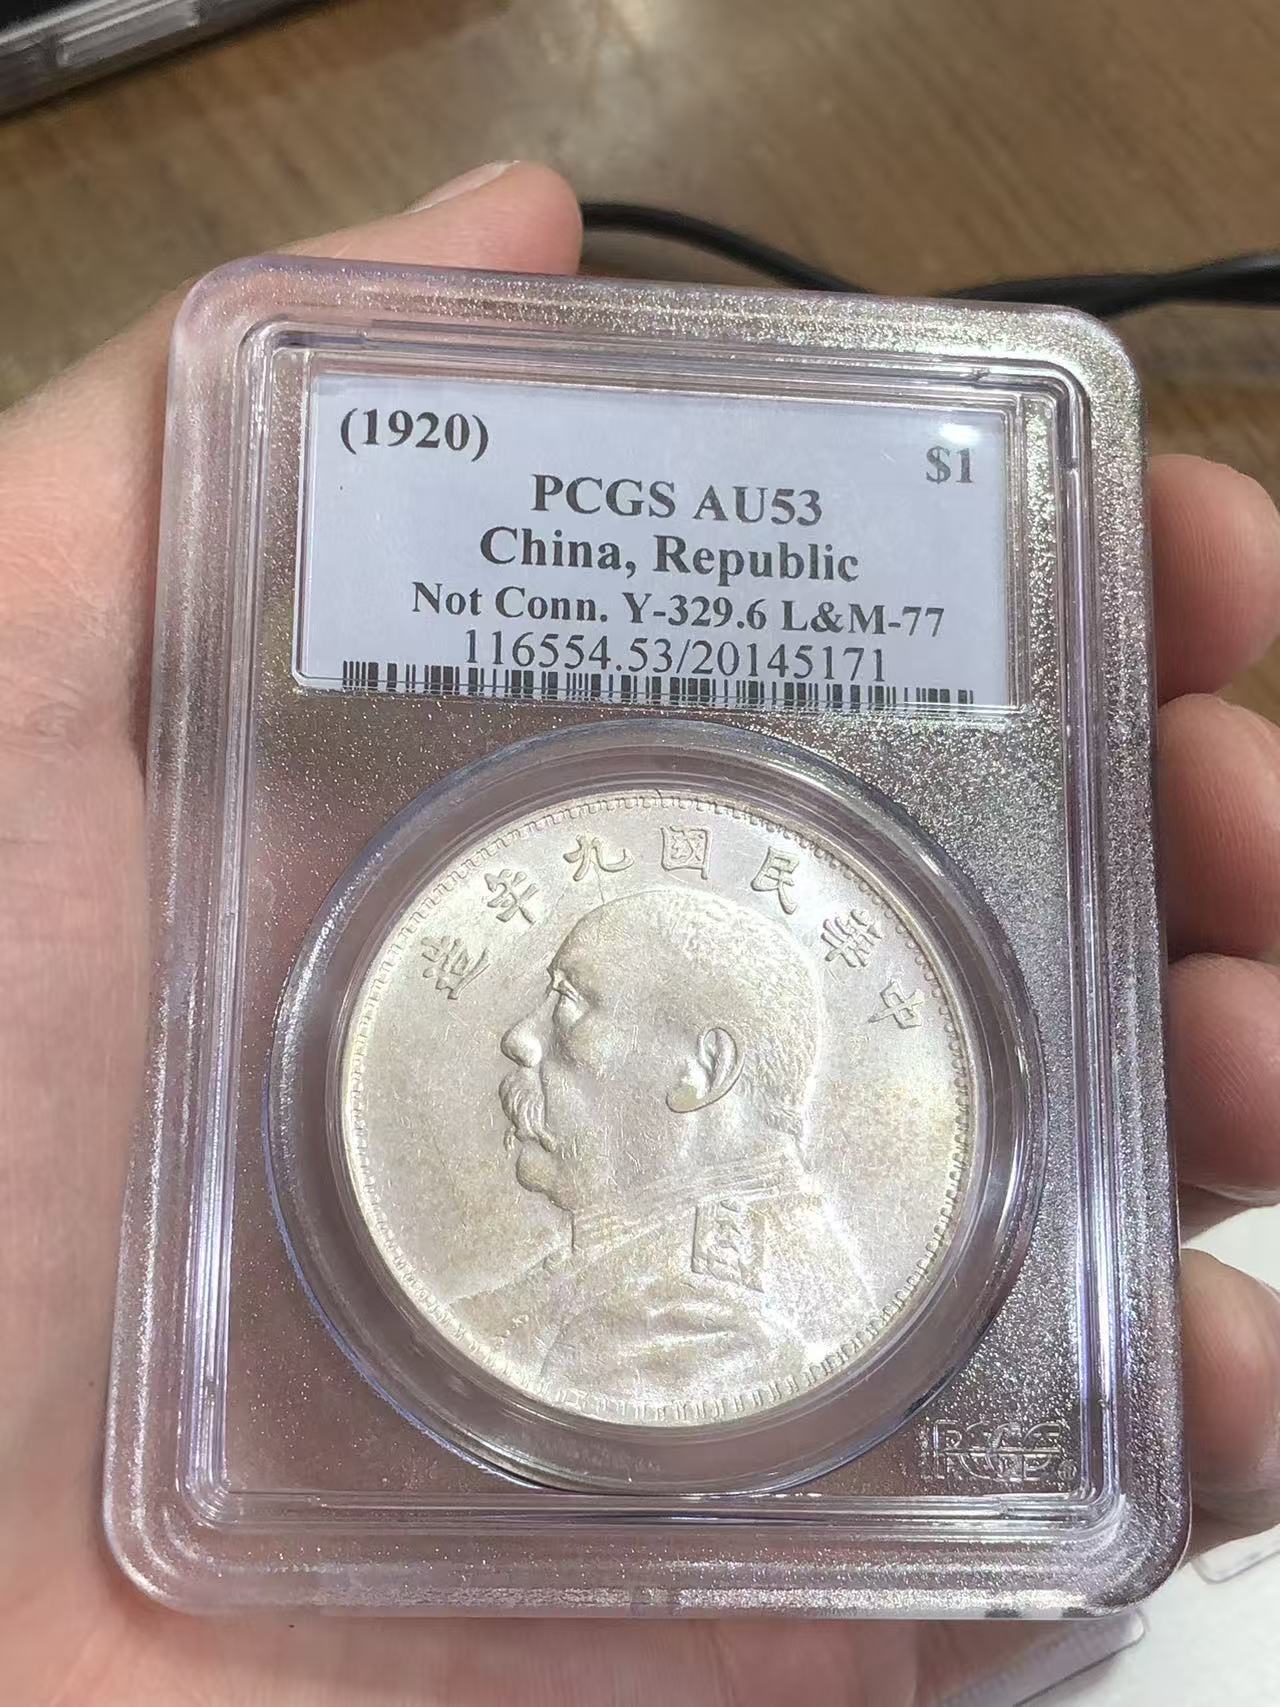 (1920)
$1
PCGS AU53
China, Republic
Not Conn. Y-329.6 L&M-77
116554.53/20145171
造年九國民華中
PCGS